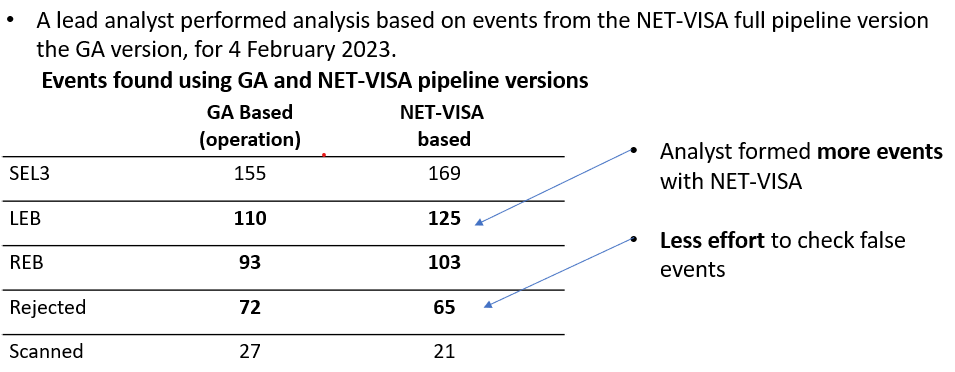 • A lead analyst performed analysis based on events from the NET-VISA full pipeline version
the GA version, for 4 February 2023.
Events found using GA and NET-VISA pipeline versions
GA Based NET-VISA
(operation) based
SEL3 155 169
LEB 110 125
REB 93 103
Rejected 72 65
Scanned 27 21
• Analyst formed more events
with NET-VISA
• Less effort to check false
events